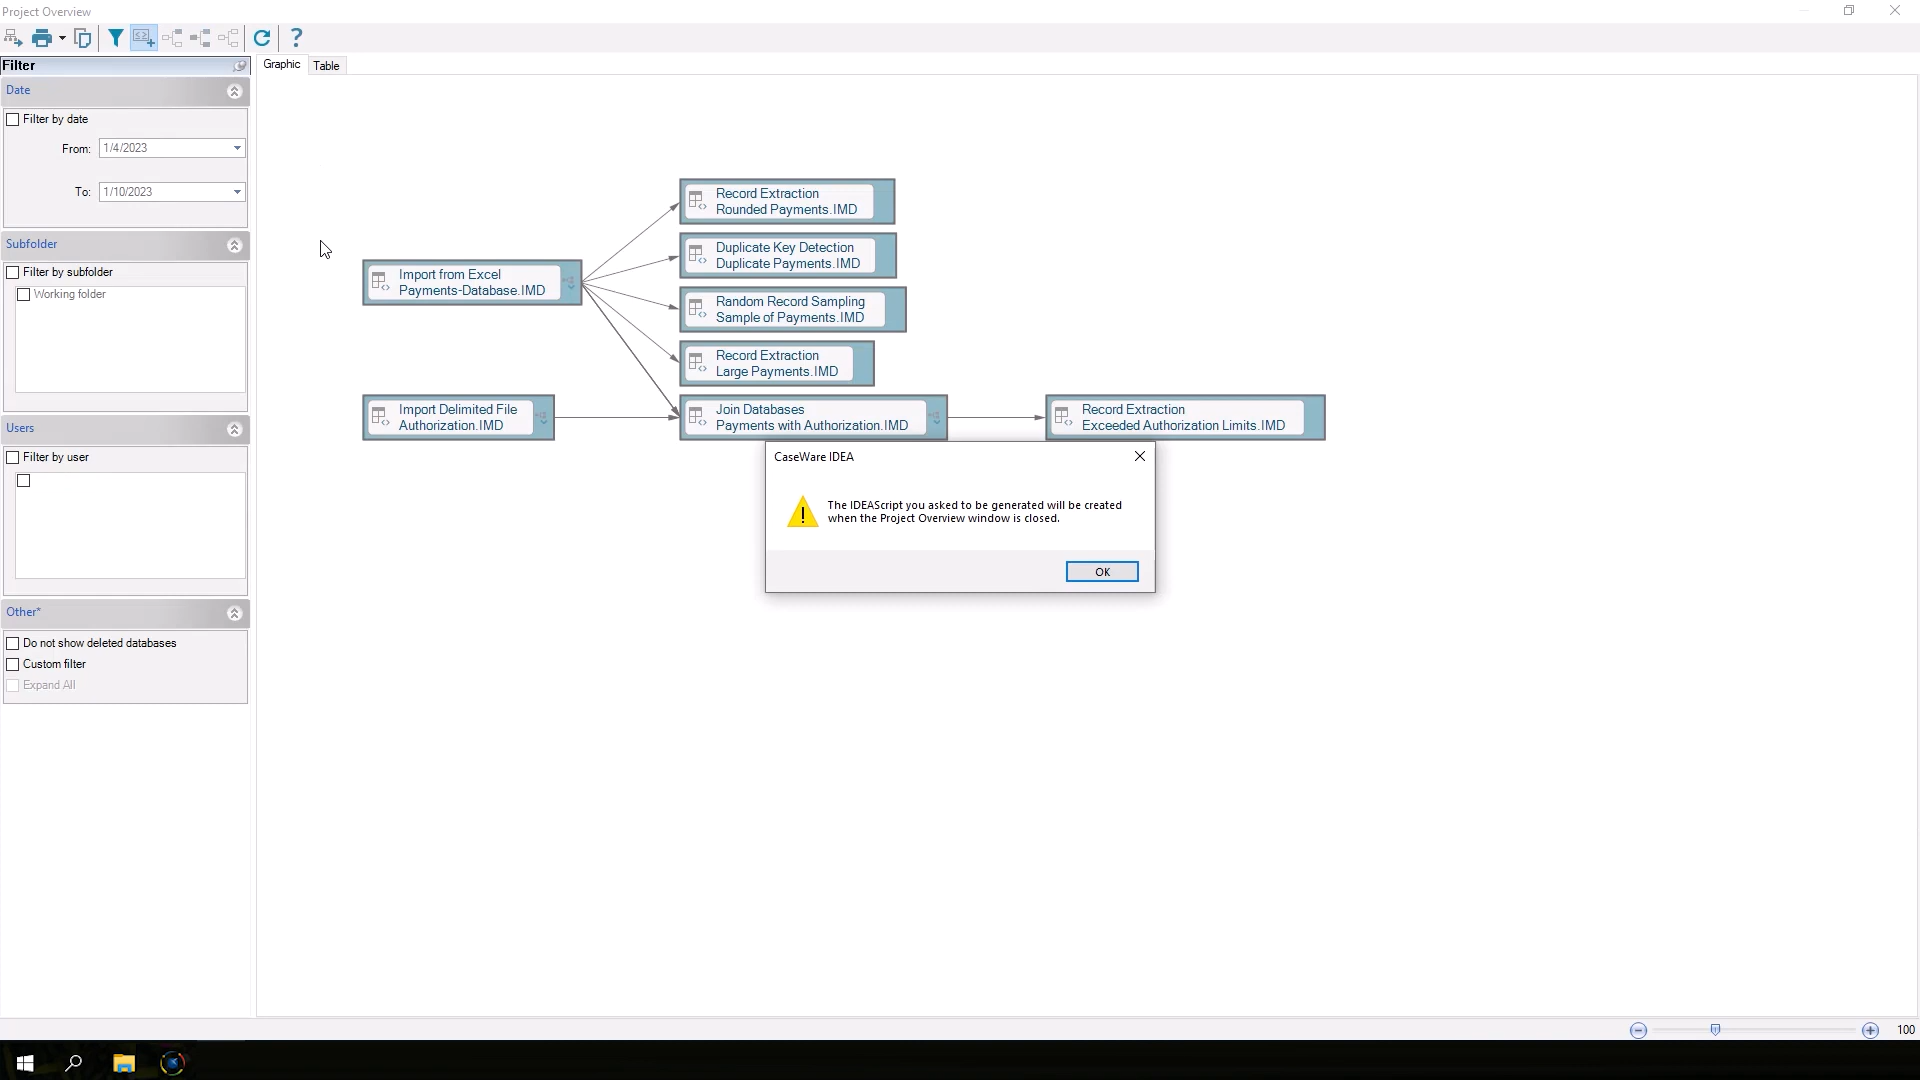 Project Overview
Filter
Date
Filter by date
From: 1/4/2023
To: 1/10/2023
Subfolder
Filter by subfolder
Working folder
Users
Filter by user
Other*
Do not show deleted databases
Custom filter
Expand All
Graphic
Table
Record Extraction
Rounded Payments.IMD
Duplicate Key Detection
Duplicate Payments.IMD
Import from Excel
Payments-Database.IMD
Random Record Sampling
Sample of Payments.IMD
Record Extraction
Large Payments.IMD
Import Delimited File
Authorization.IMD
Join Databases
Payments with Authorization.IMD
Record Extraction
Exceeded Authorization Limits.IMD
CaseWare IDEA
The IDEAScript you asked to be generated will be created
when the Project Overview window is closed.
OK
100